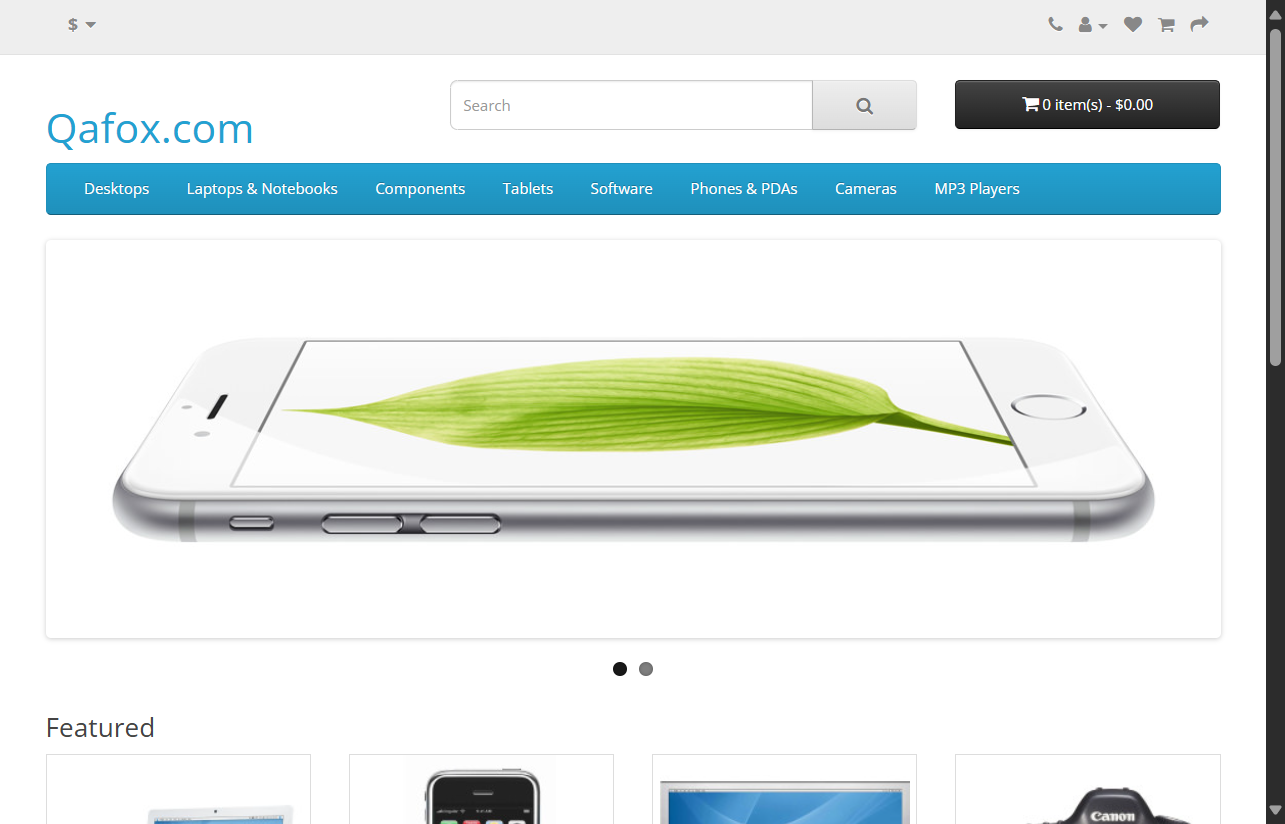 $
Search
0 item(s) - $0.00
Qafox.com
Desktops
Laptops & Notebooks
Components
Tablets
Software
Phones & PDAs
Cameras
MP3 Players
Featured
Canon